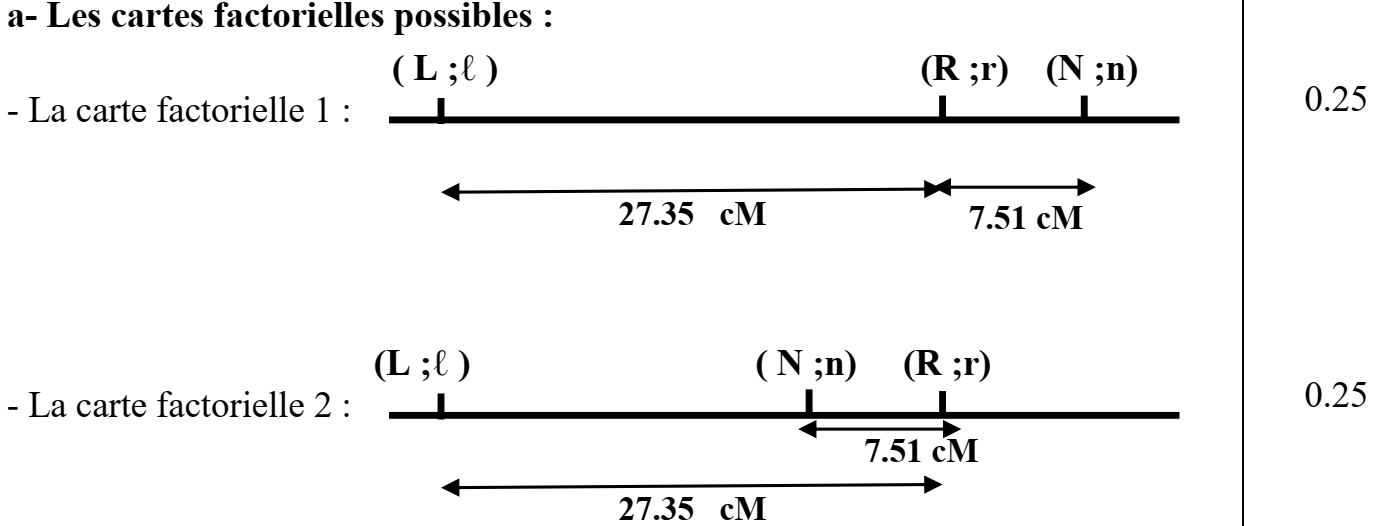 a- Les cartes factorielles possibles :
( L ;ℓ ) (R ;r) (N ;n)
- La carte factorielle 1 : 0.25
27.35 cM 7.51 cM
(L ;ℓ ) ( N ;n) (R ;r)
- La carte factorielle 2 : 0.25
7.51 cM
27.35 cM